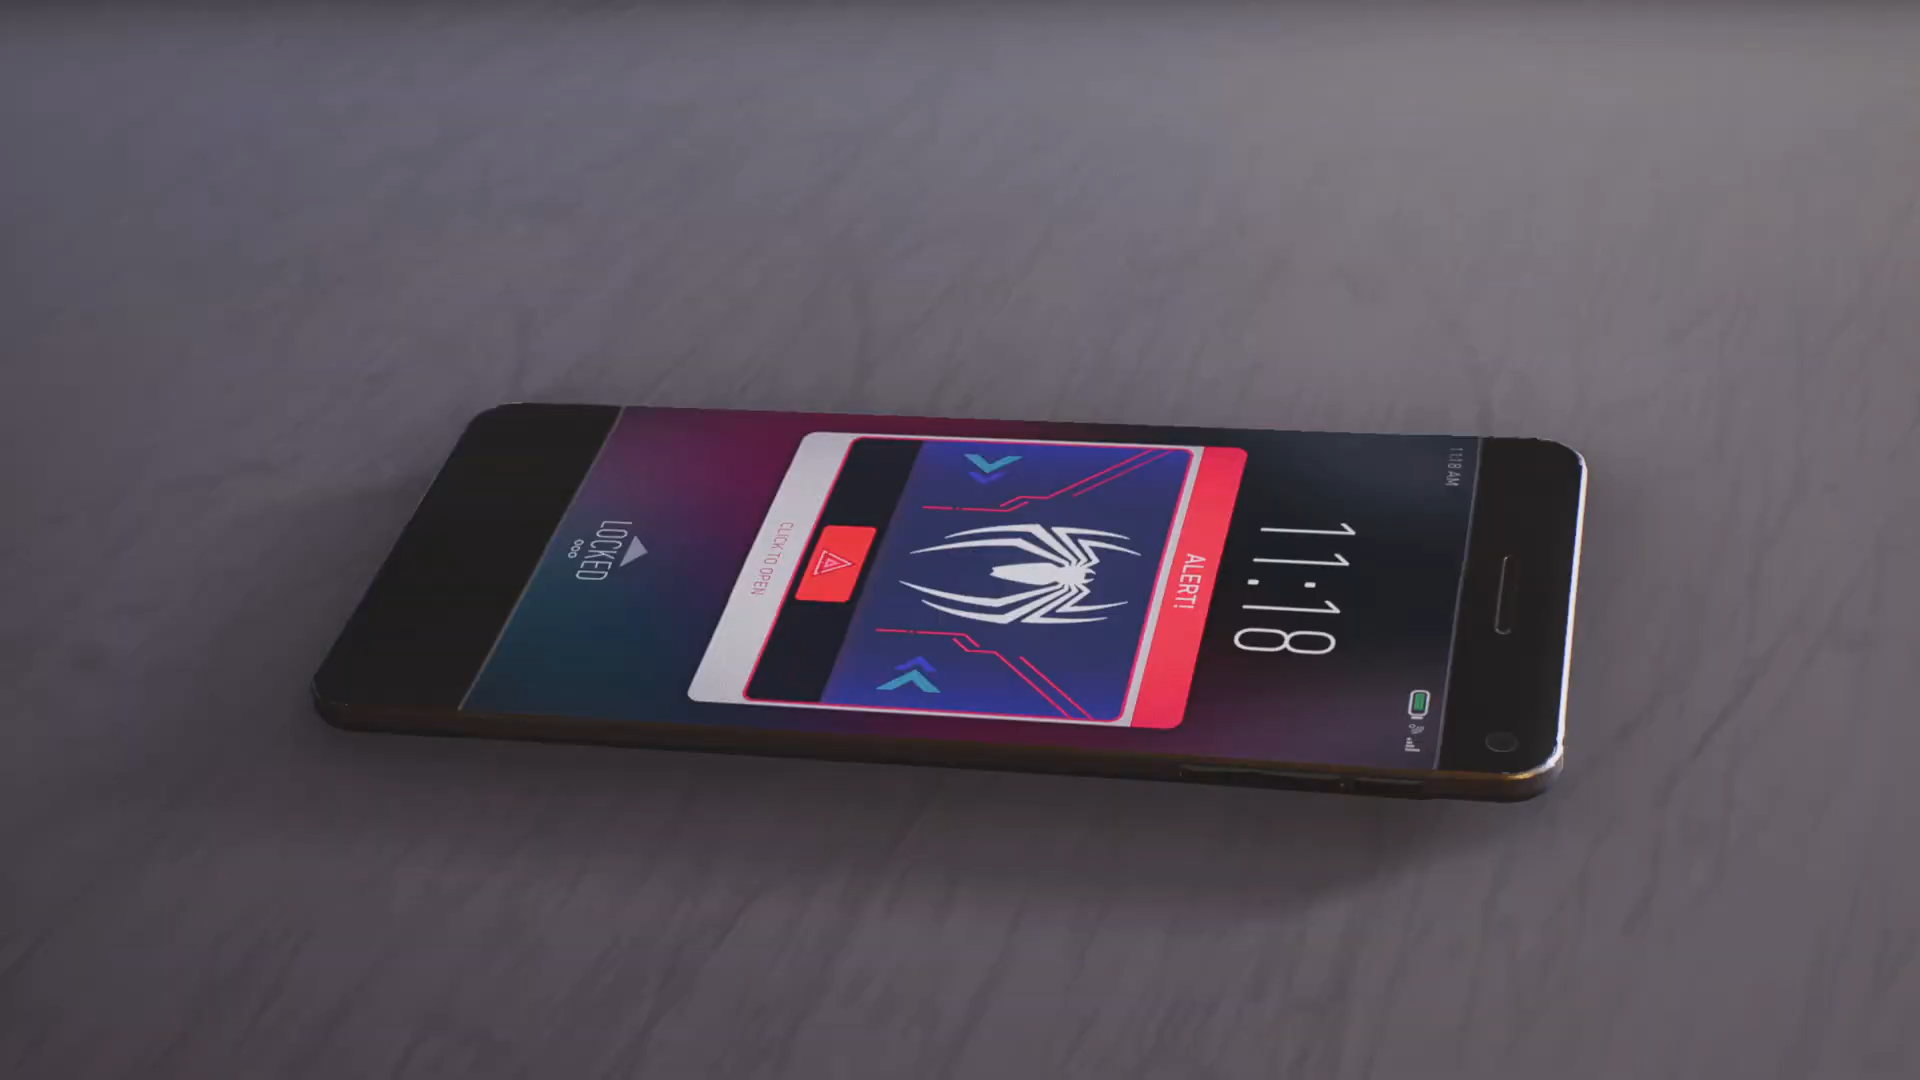 11:18 AM
11:18
ALERT!
CLICK TO OPEN
LOCKED